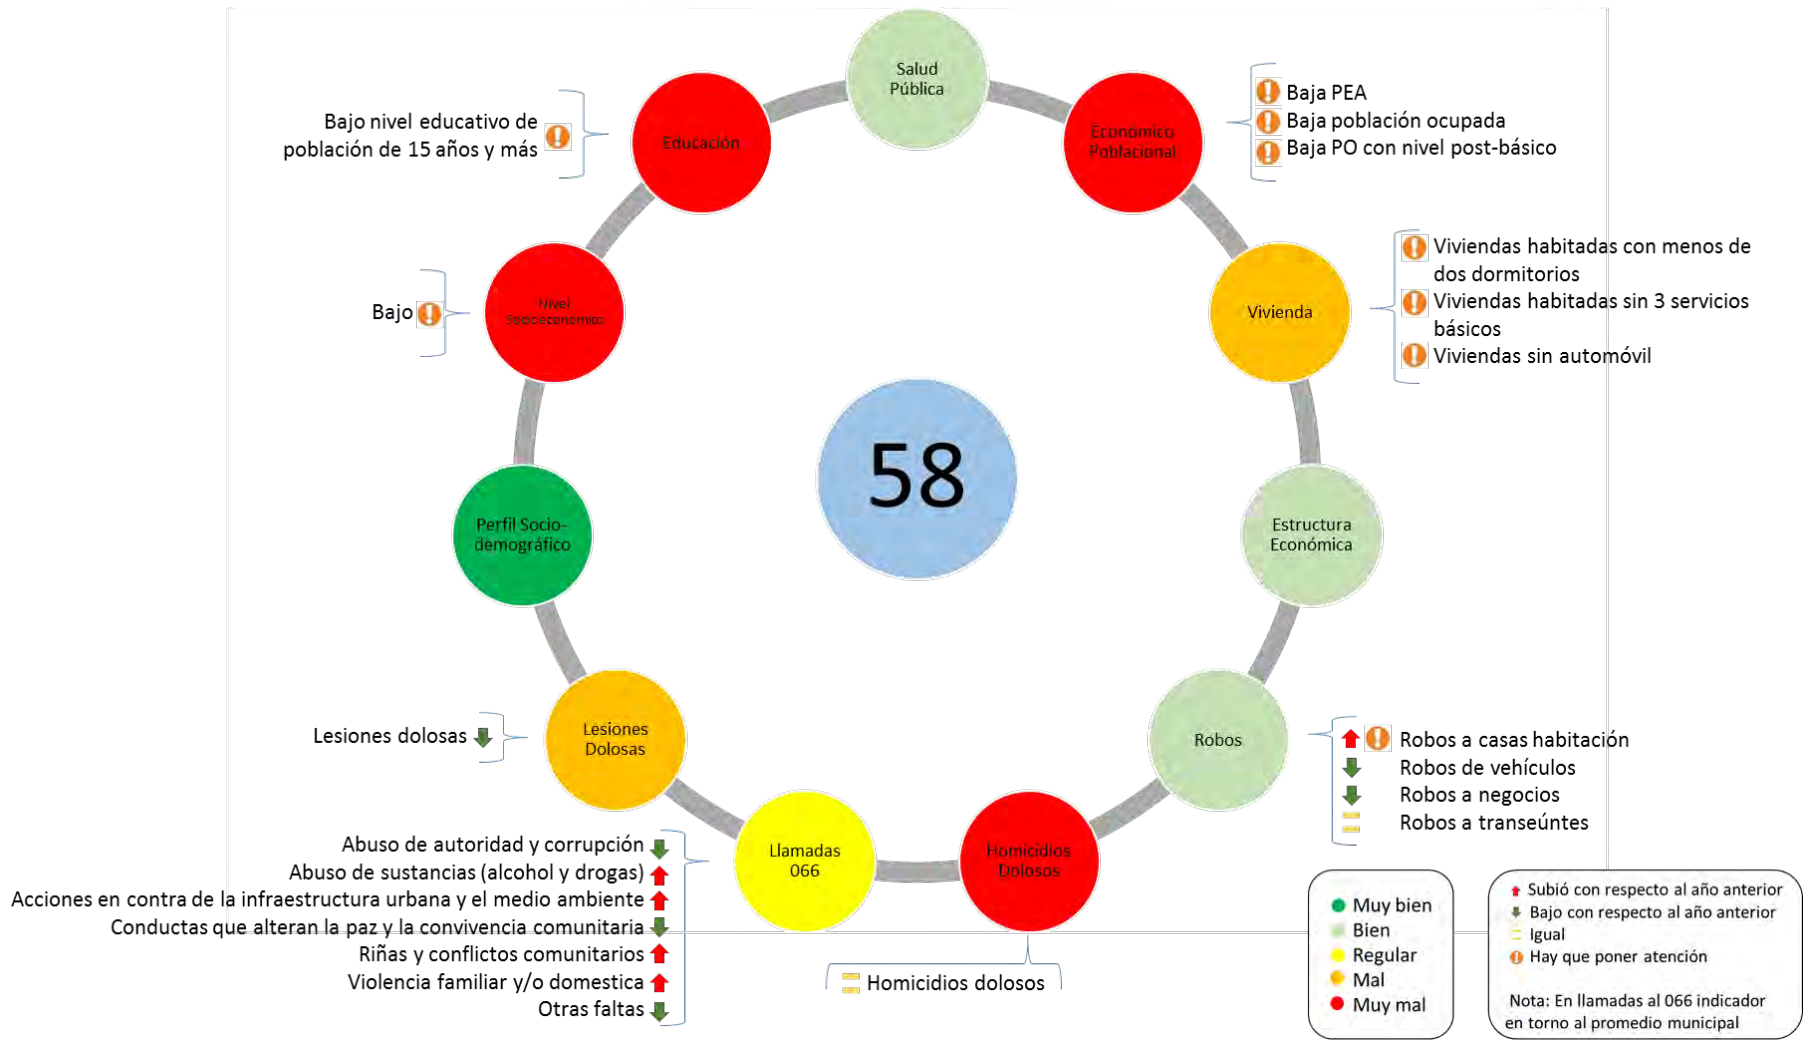 Salud
Pública
Económico
Poblacional
Baja PEA
Baja población ocupada
Baja PO con nivel post-básico
Vivienda
Viviendas habitadas con menos de
dos dormitorios
Viviendas habitadas sin 3 servicios
básicos
Viviendas sin automóvil
Estructura
Económica
Robos
Robos a casas habitación
Robos de vehículos
Robos a negocios
Robos a transeúntes
Homicidios
Dolosos
Homicidios dolosos
Llamadas
066
Abuso de autoridad y corrupción
Abuso de sustancias (alcohol y drogas)
Acciones en contra de la infraestructura urbana y el medio ambiente
Conductas que alteran la paz y la convivencia comunitaria
Riñas y conflictos comunitarios
Violencia familiar y/o domestica
Otras faltas
Lesiones
Dolosas
Lesiones dolosas
Perfil Socio-
demográfico
Nivel
Socioeconómico
Bajo
Educación
Bajo nivel educativo de
población de 15 años y más
58
Muy bien
Bien
Regular
Mal
Muy mal
Subió con respecto al año anterior
Bajo con respecto al año anterior
Igual
Hay que poner atención
Nota: En llamadas al 066 indicador
en torno al promedio municipal